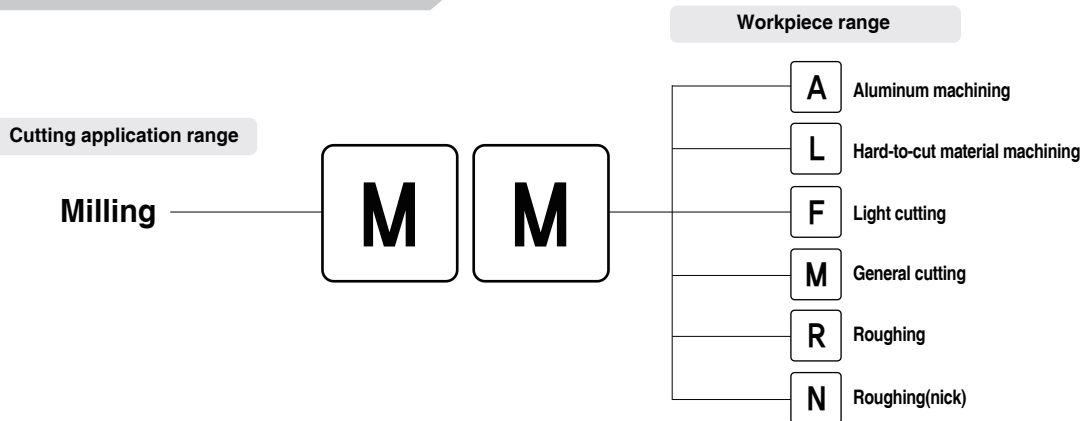 Workpiece range
A Aluminum machining
Cutting application range
L Hard-to-cut material machining
Milling M M
F Light cutting
M General cutting
R Roughing
N Roughing(nick)